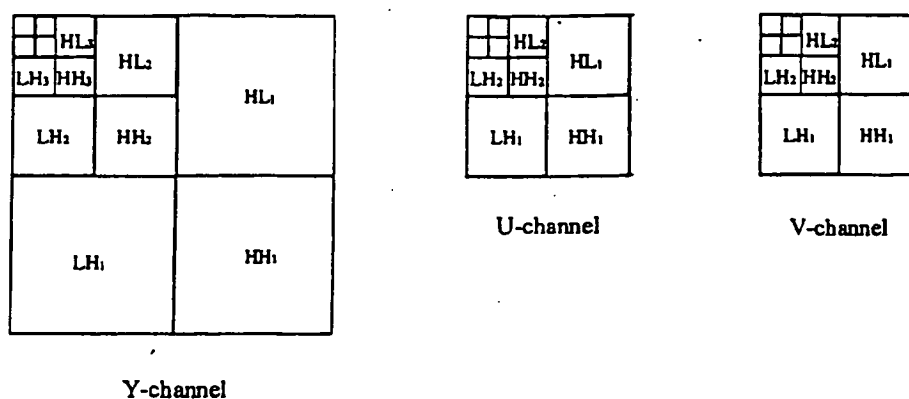 HL₃
LH₃ HH₃
HL₂
LH₂ HH₂
HL₁
LH₁ HH₁
Y-channel
HL₂
LH₂ HH₂
HL₁
LH₁ HH₁
U-channel
HL₂
LH₂ HH₂
HL₁
LH₁ HH₁
V-channel